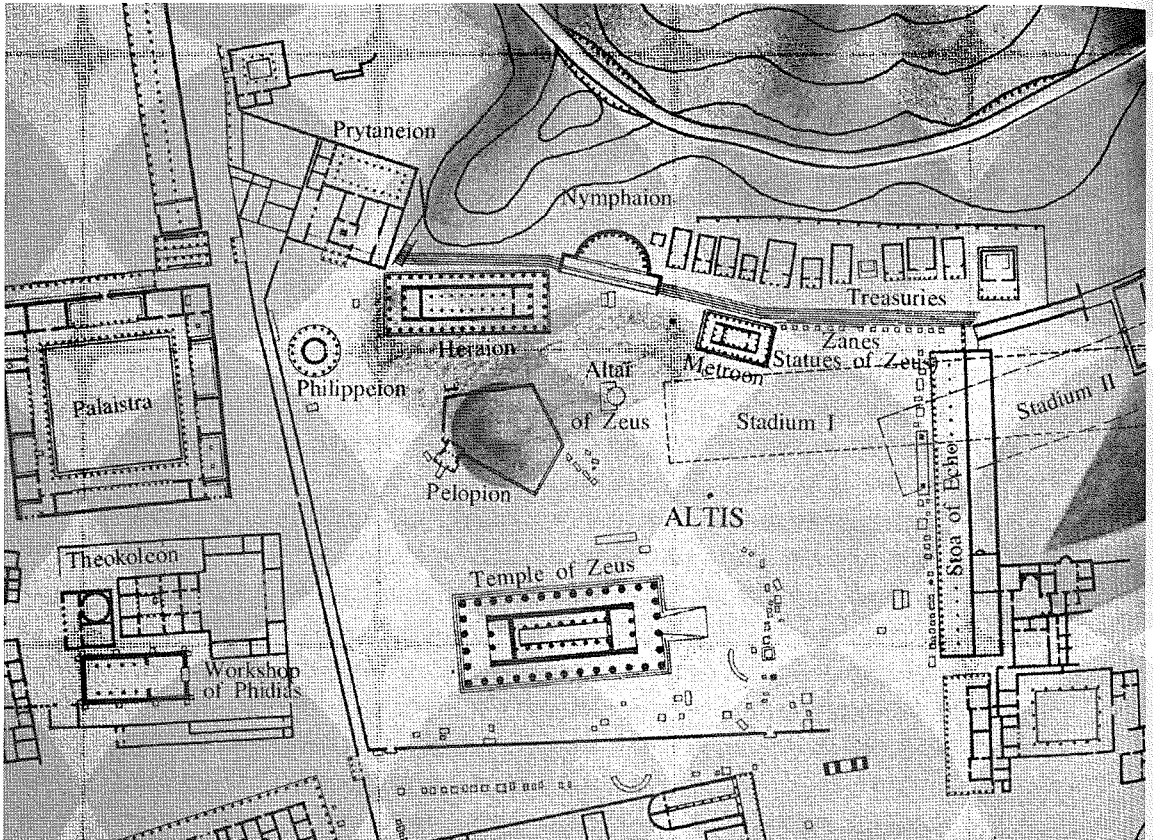 Prytaneion
Nymphaion
Treasuries
Zanes
Statues of Zeus
Heraion
Metroon
Altar
of Zeus
Philippeion
Palaistra
Stadium I
Stadium II
Pelopion
Stoa of Echo
ALTIS
Theokoleon
Temple of Zeus
Workshop
of Phidias